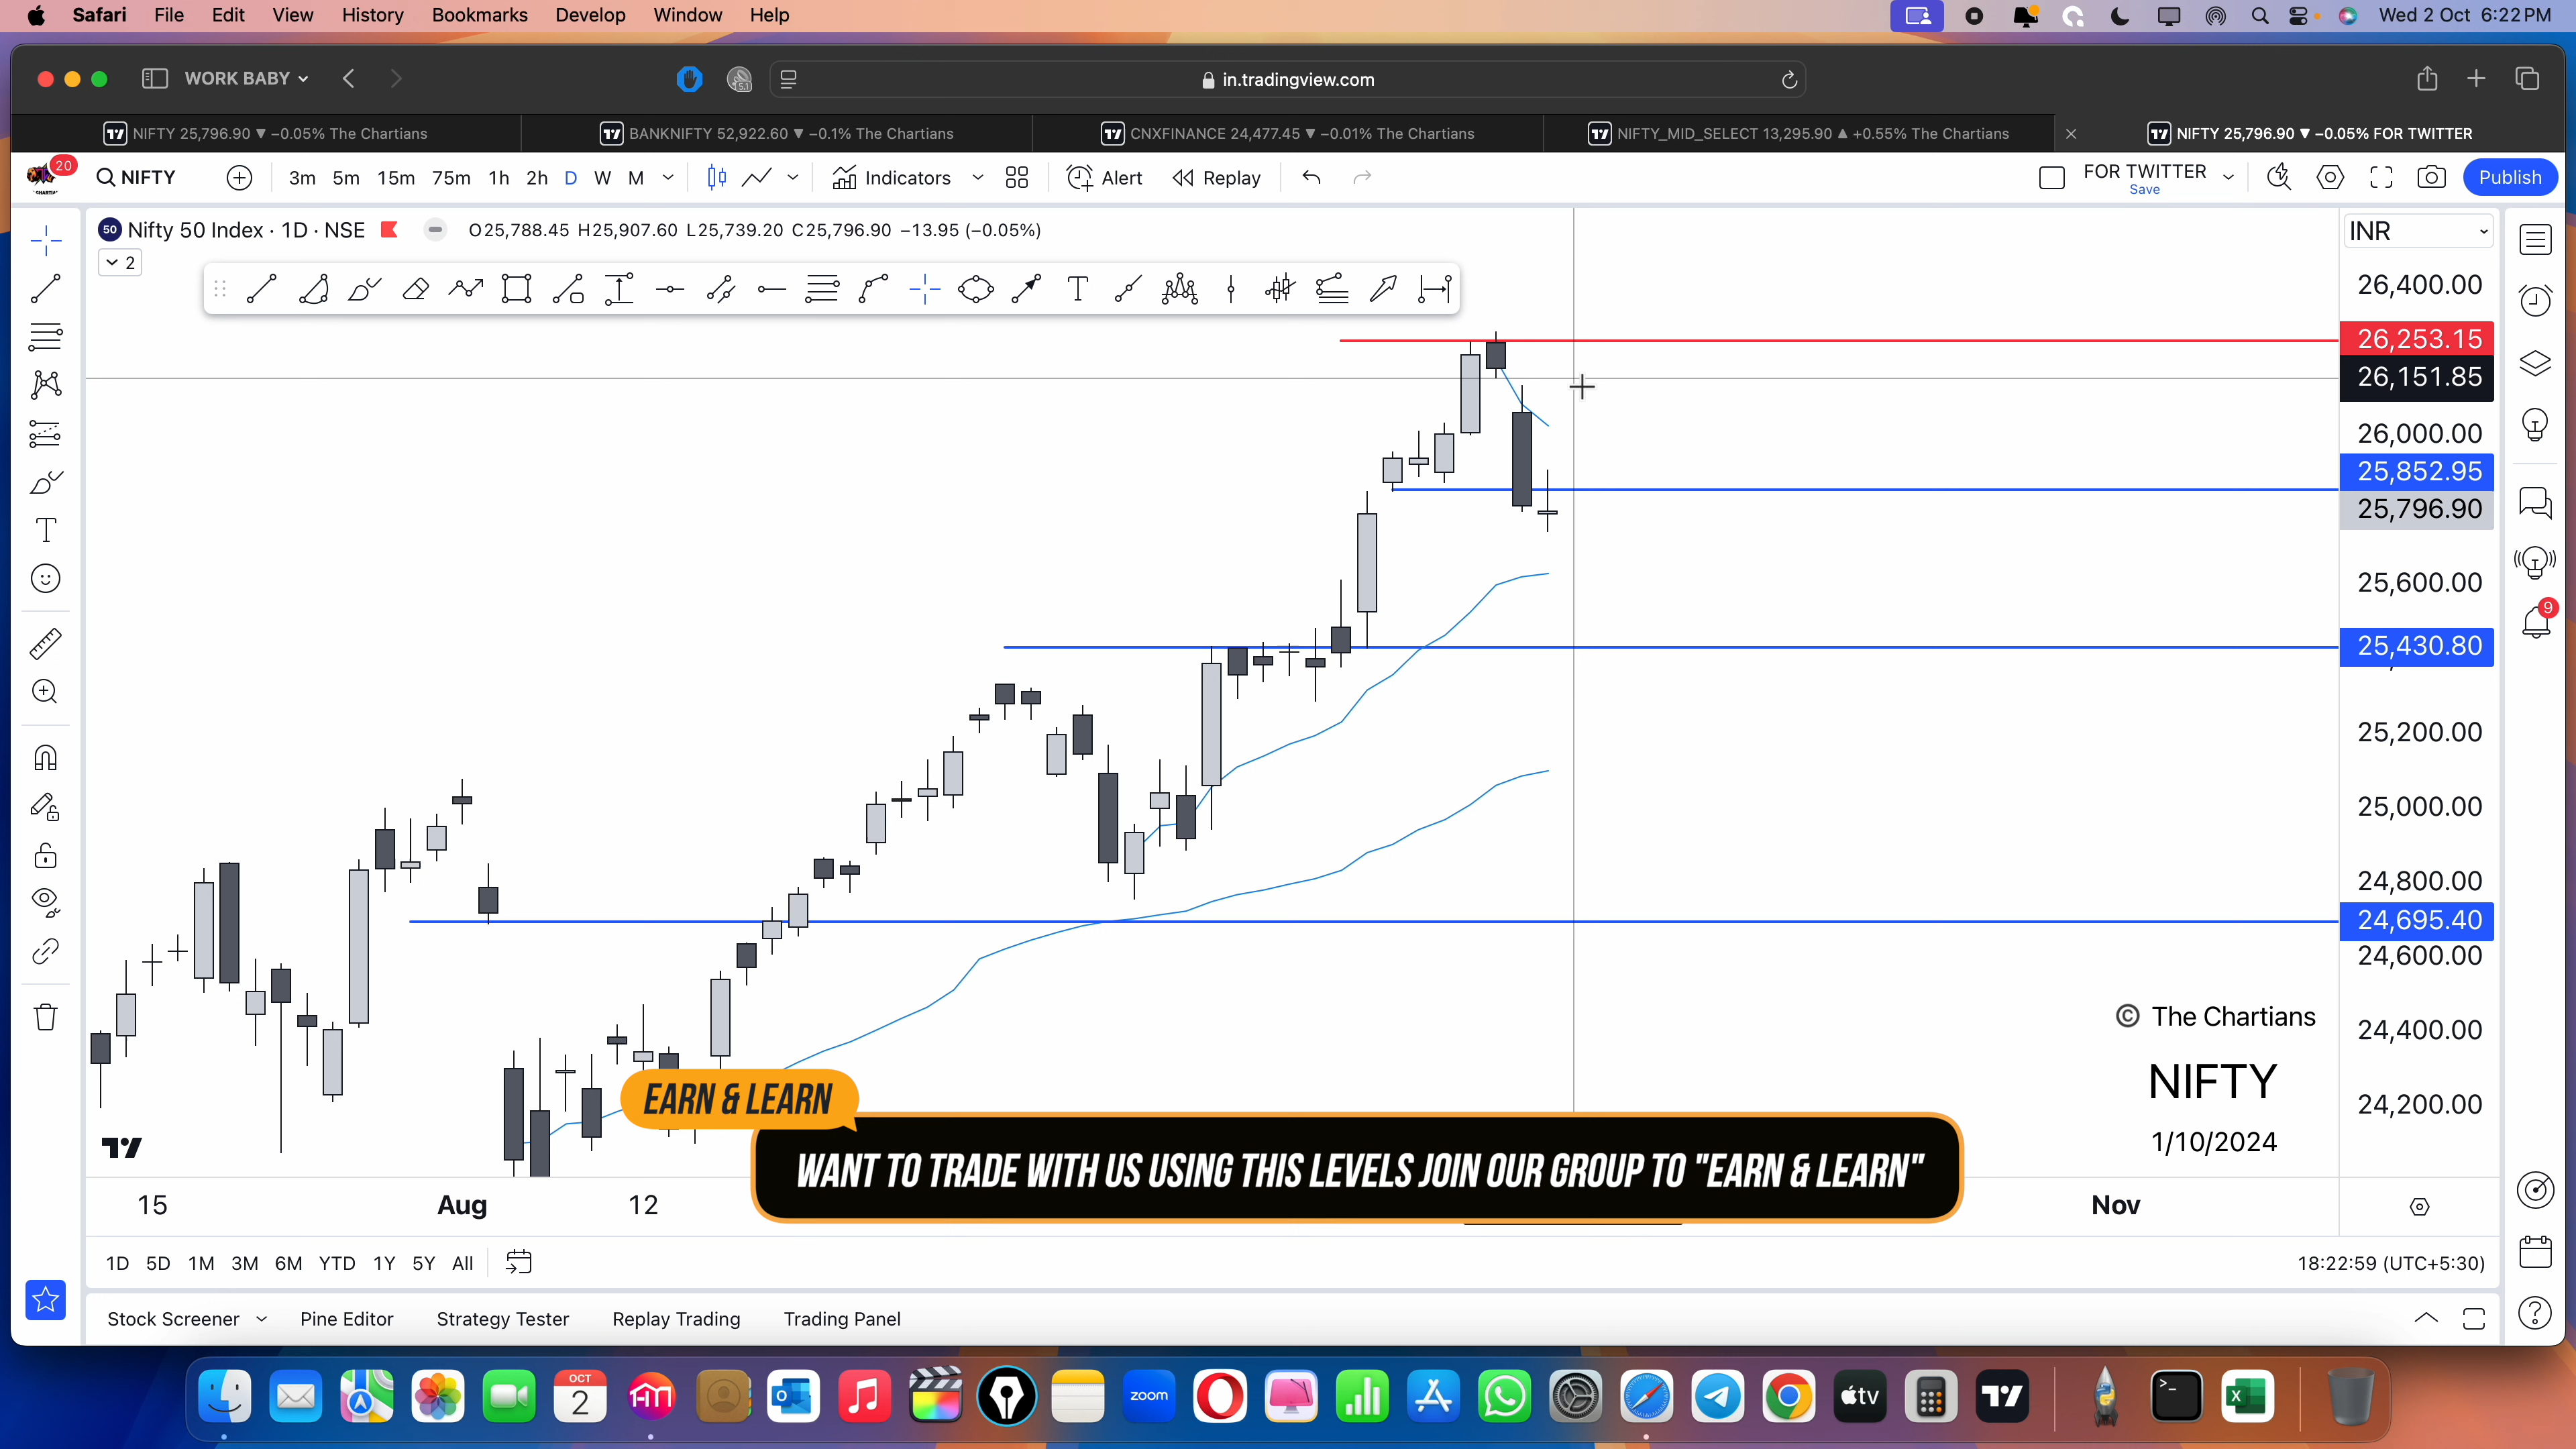 Safari File Edit View History Bookmarks Develop Window Help Wed 2 Oct 6:22 PM
WORK BABY in.tradingview.com
NIFTY 25,796.90 ▼ −0.05% The Chartians BANKNIFTY 52,922.60 ▼ −0.1% The Chartians CNXFINANCE 24,477.45 ▼ −0.01% The Chartians NIFTY_MID_SELECT 13,295.90 ▲ +0.55% The Chartians NIFTY 25,796.90 ▼ −0.05% FOR TWITTER
20 NIFTY 3m 5m 15m 75m 1h 2h D W M Indicators Alert Replay FOR TWITTER Publish
Save
50 Nifty 50 Index · 1D · NSE O25,788.45 H25,907.60 L25,739.20 C25,796.90 −13.95 (−0.05%)
INR
2
26,400.00
26,253.15
26,151.85
26,000.00
25,852.95
25,796.90
25,600.00
9
25,430.80
25,200.00
25,000.00
24,800.00
24,695.40
24,600.00
© The Chartians
24,400.00
NIFTY
EARN & LEARN
24,200.00
1/10/2024
WANT TO TRADE WITH US USING THIS LEVELS JOIN OUR GROUP TO "EARN & LEARN"
15 Aug 12 Nov
1D 5D 1M 3M 6M YTD 1Y 5Y All 18:22:59 (UTC+5:30)
Stock Screener Pine Editor Strategy Tester Replay Trading Trading Panel
OCT
2
zoom
tv